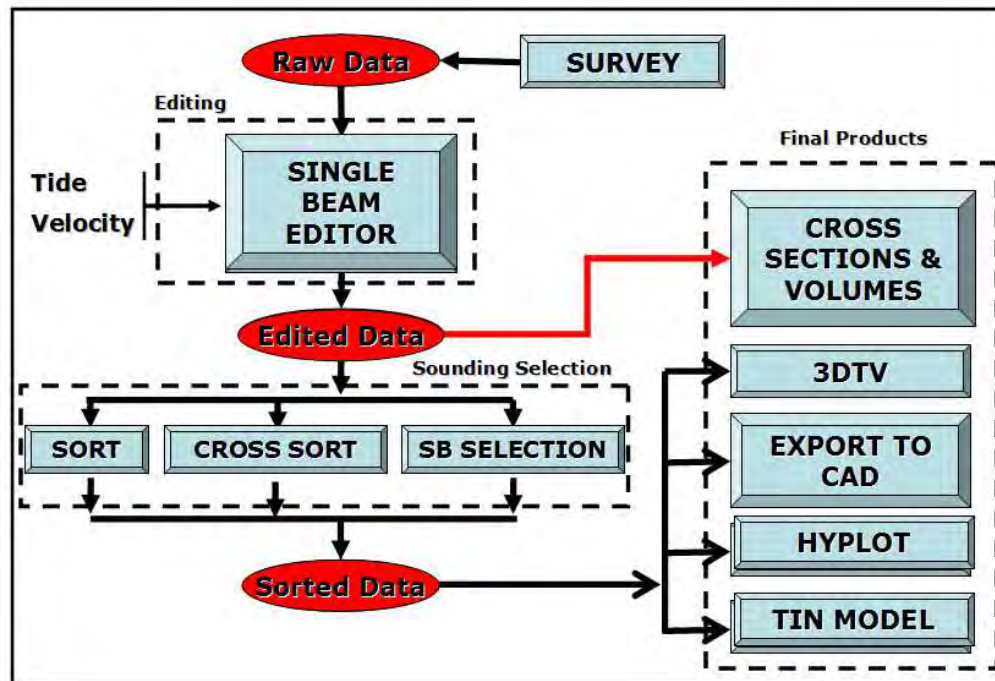 Raw Data
SURVEY
Editing
Tide
Velocity
SINGLE
BEAM
EDITOR
Final Products
CROSS
SECTIONS &
VOLUMES
Edited Data
Sounding Selection
3DTV
SORT
CROSS SORT
SB SELECTION
EXPORT TO
CAD
HYPLOT
Sorted Data
TIN MODEL